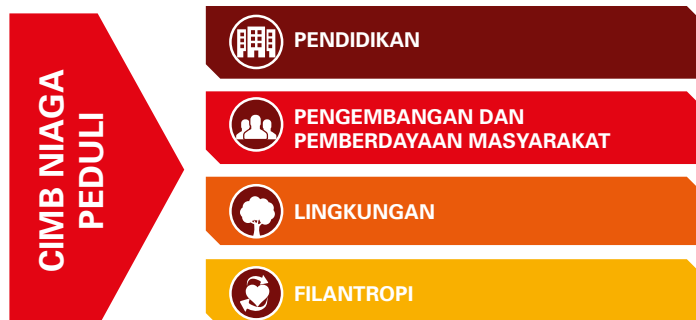 CIMB NIAGA
PEDULI
PENDIDIKAN
PENGEMBANGAN DAN
PEMBERDAYAAN MASYARAKAT
LINGKUNGAN
FILANTROPI